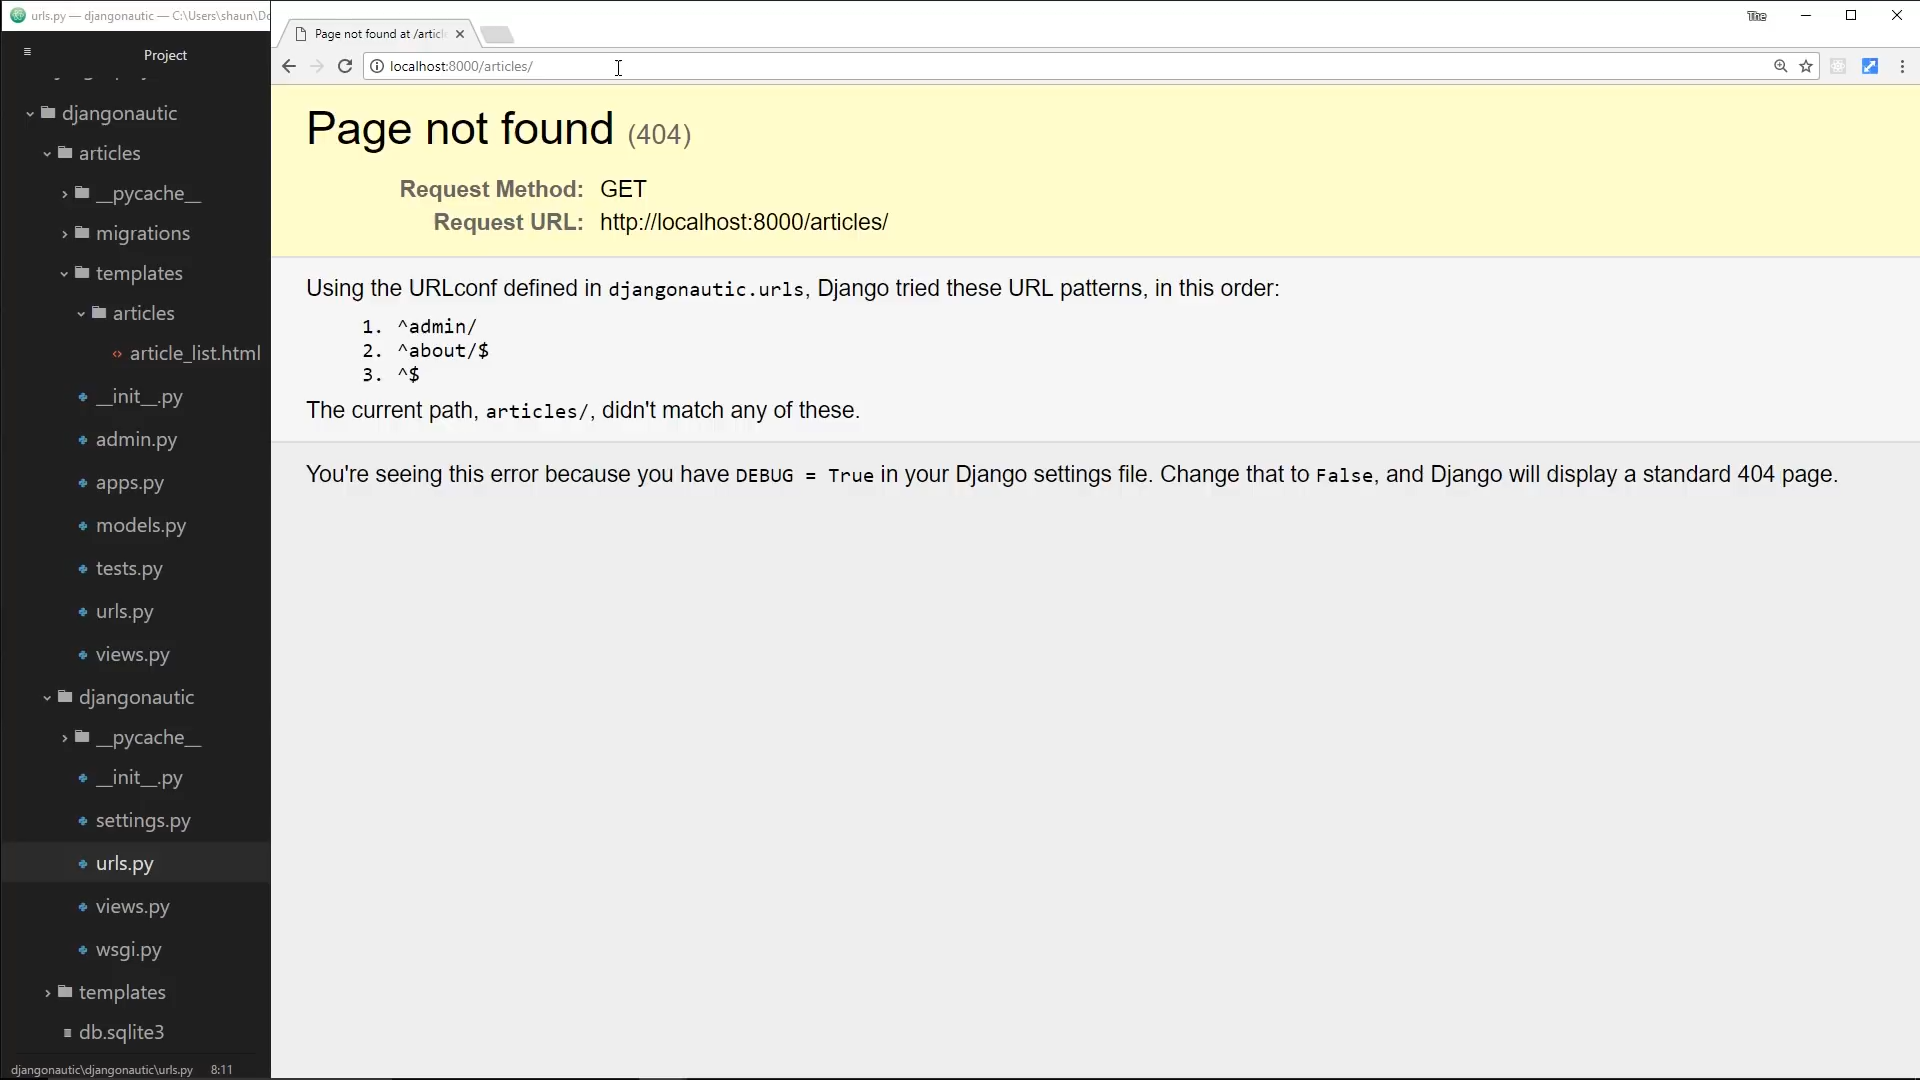 urls.py — djangonautic — C:\Users\shaun\Do
Project
djangonautic
articles
__pycache__
migrations
templates
articles
article_list.html
__init__.py
admin.py
apps.py
models.py
tests.py
urls.py
views.py
djangonautic
__pycache__
__init__.py
settings.py
urls.py
views.py
wsgi.py
templates
db.sqlite3
djangonautic\djangonautic\urls.py 8:11
Page not found at /articl
The
localhost:8000/articles/
Page not found (404)
Request Method: GET
Request URL: http://localhost:8000/articles/
Using the URLconf defined in djangonautic.urls, Django tried these URL patterns, in this order:
1. ^admin/
2. ^about/$
3. ^$
The current path, articles/, didn't match any of these.
You're seeing this error because you have DEBUG = True in your Django settings file. Change that to False, and Django will display a standard 404 page.